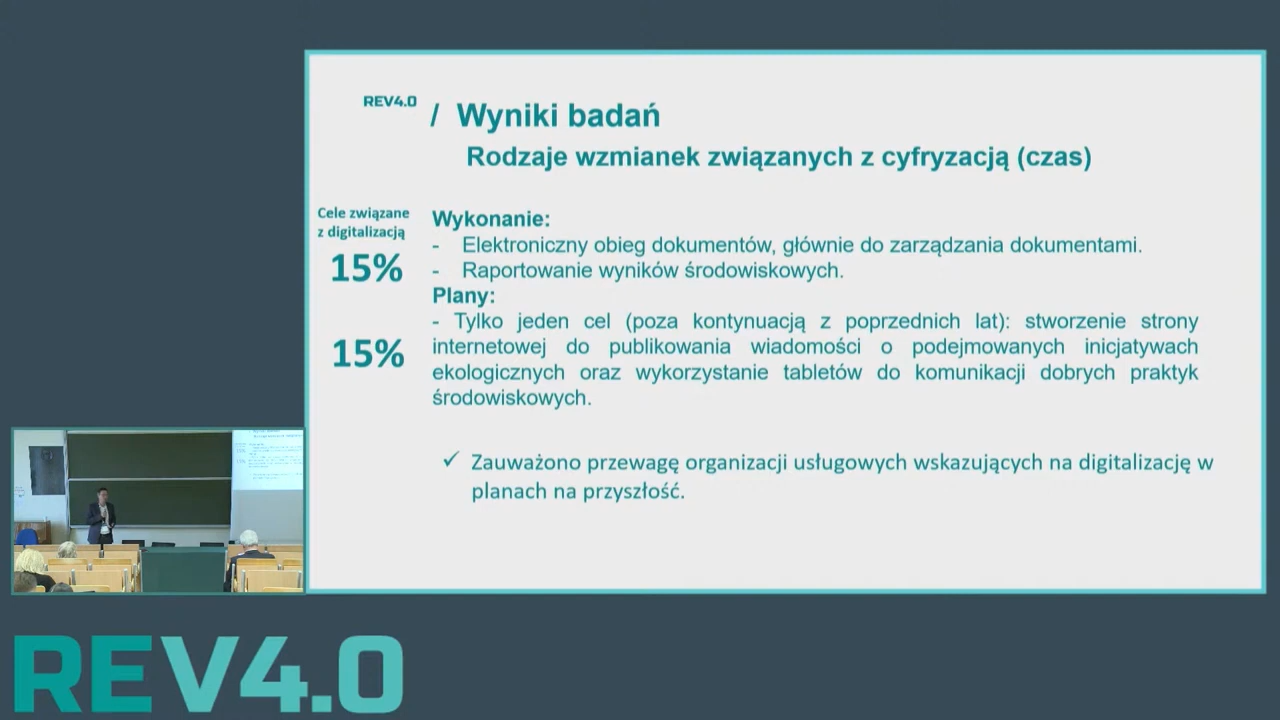 REV4.0
/ Wyniki badań
Rodzaje wzmianek związanych z cyfryzacją (czas)
Cele związane
z digitalizacją
15%
15%
Wykonanie:
- Elektroniczny obieg dokumentów, głównie do zarządzania dokumentami.
- Raportowanie wyników środowiskowych.
Plany:
- Tylko jeden cel (poza kontynuacją z poprzednich lat): stworzenie strony
internetowej do publikowania wiadomości o podejmowanych inicjatywach
ekologicznych oraz wykorzystanie tabletów do komunikacji dobrych praktyk
środowiskowych.
✓ Zauważono przewagę organizacji usługowych wskazujących na digitalizację w
planach na przyszłość.
REV4.0